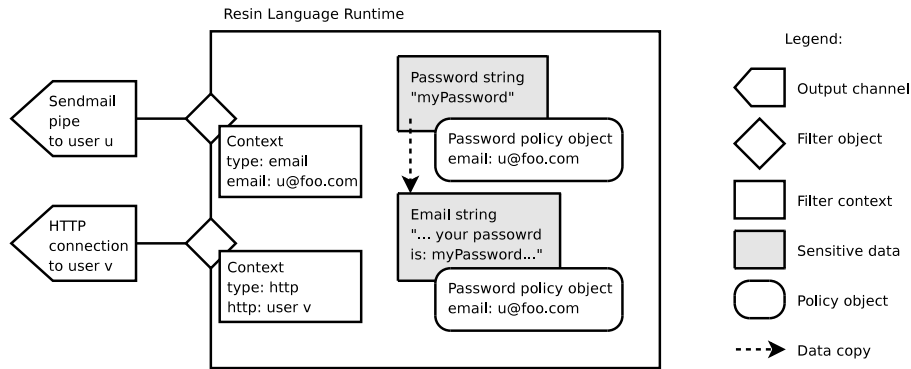 Resin Language Runtime
Sendmail
pipe
to user u
Context
type: email
email: u@foo.com
HTTP
connection
to user v
Context
type: http
http: user v
Password string
"myPassword"
Password policy object
email: u@foo.com
Email string
"... your passowrd
is: myPassword..."
Password policy object
email: u@foo.com
Legend:
Output channel
Filter object
Filter context
Sensitive data
Policy object
Data copy